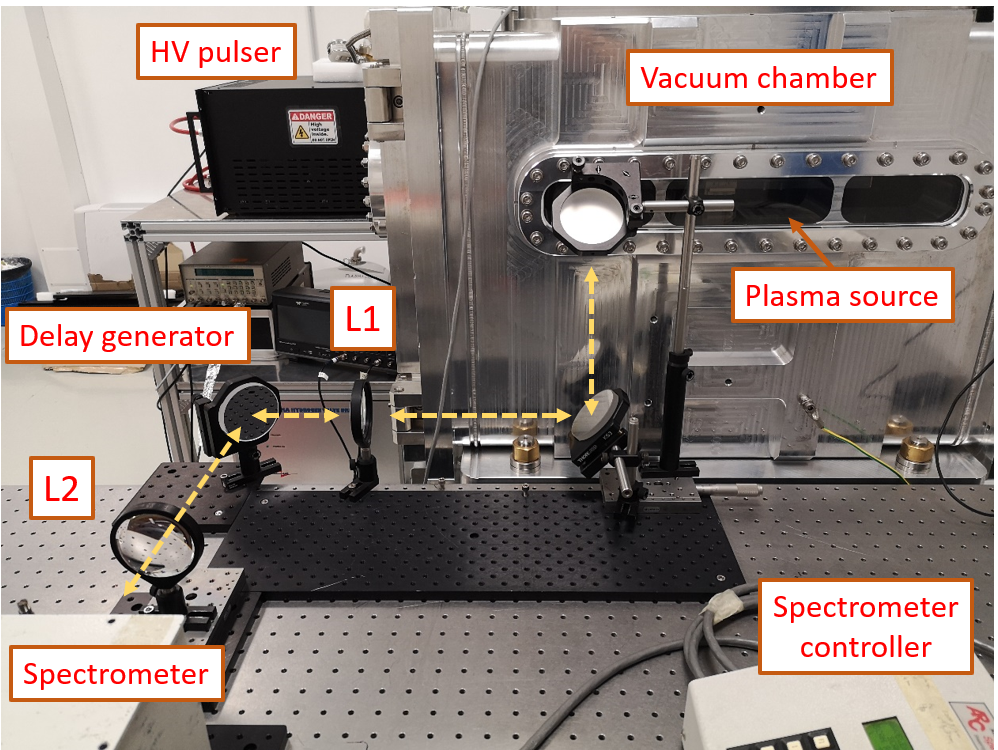 HV pulser
Vacuum chamber
DANGER
High
voltage
inside.
L1
Plasma source
Delay generator
L2
Spectrometer
controller
Spectrometer